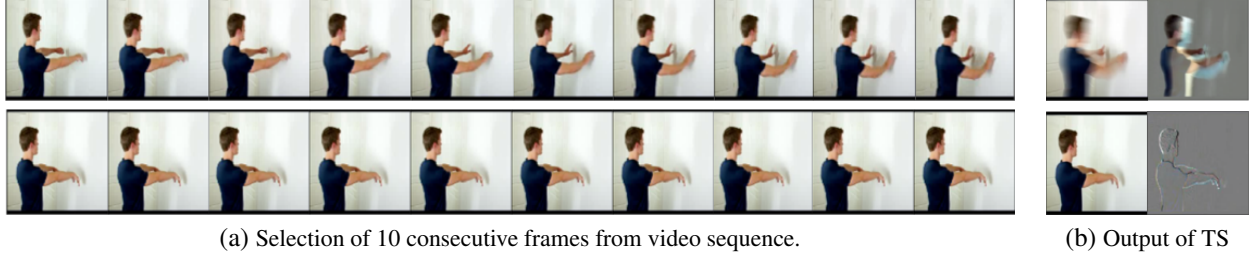 (a) Selection of 10 consecutive frames from video sequence.
(b) Output of TS